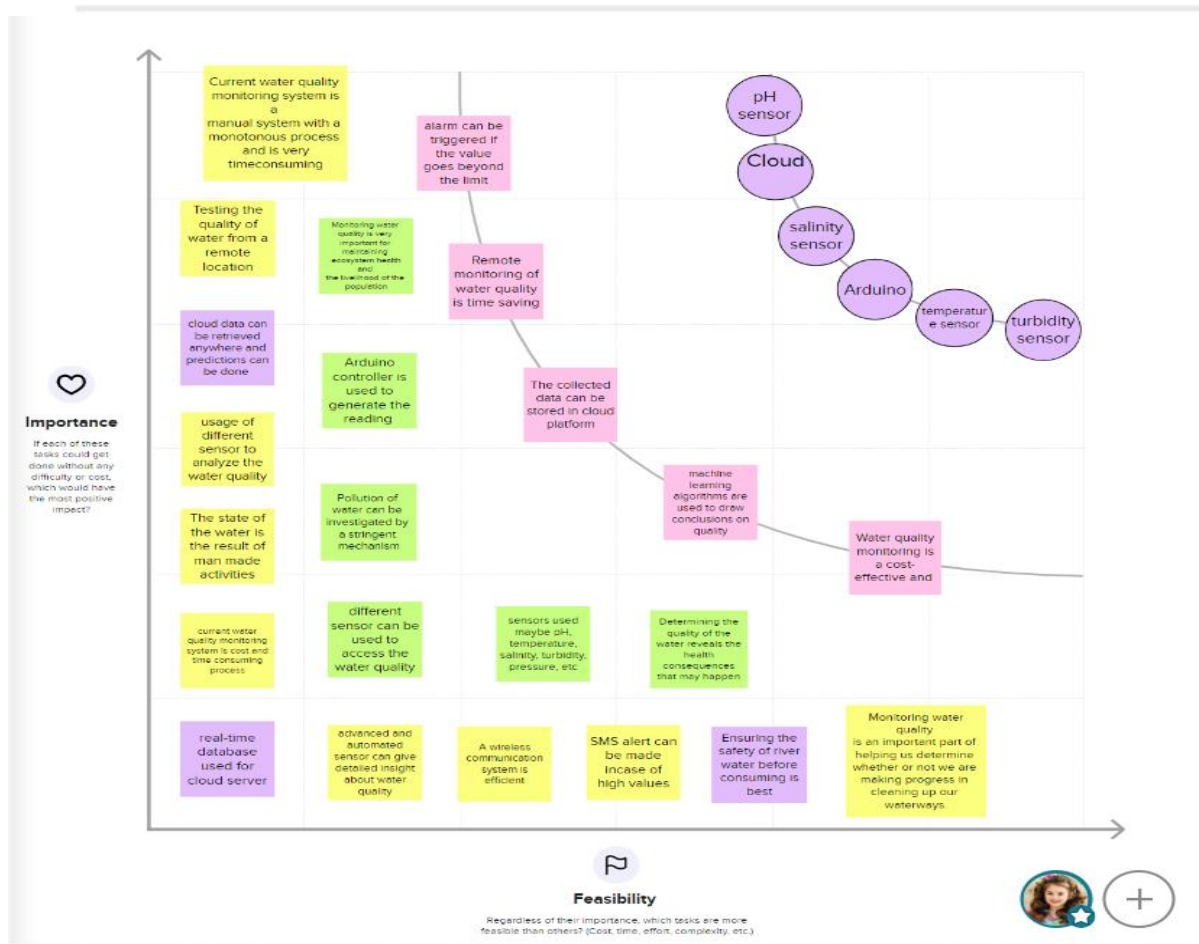 Current water quality
monitoring system is
a
manual system with a
monotonous process
and is very
timeconsuming
alarm can be
triggered if
the value
goes beyond
the limit
pH
sensor
Cloud
salinity
sensor
Arduino
temperatur
e sensor
turbidity
sensor
Testing the
quality of
water from a
remote
location
Monitoring water
quality is very
important for
maintaining
ecosystem health
and
the livelihood of the
population
Remote
monitoring of
water quality
is time saving
cloud data can
be retrieved
anywhere and
predictions can
be done
Arduino
controller is
used to
generate the
reading
The collected
data can be
stored in cloud
platform
Importance
If each of these
tasks could get
done without any
difficulty or cost,
which would have
the most positive
impact?
usage of
different
sensor to
analyze the
water quality
Pollution of
water can be
investigated by
a stringent
mechanism
machine
learning
algorithms are
used to draw
conclusions on
quality
The state of
the water is
the result of
man made
activities
Water quality
monitoring is
a cost-
effective and
current water
quality monitoring
system is cost and
time consuming
process
different
sensor can be
used to
access the
water quality
sensors used
maybe pH,
temperature,
salinity, turbidity,
pressure, etc
Determining the
quality of the
water reveals the
health
consequences
that may happen
real-time
database
used for
cloud server
advanced and
automated
sensor can give
detailed insight
about water
quality
A wireless
communication
system is
efficient
SMS alert can
be made
incase of
high values
Ensuring the
safety of river
water before
consuming is
best
Monitoring water
quality
is an important part of
helping us determine
whether or not we are
making progress in
cleaning up our
waterways.
Feasibility
Regardless of their importance, which tasks are more
feasible than others? (Cost, time, effort, complexity, etc.)